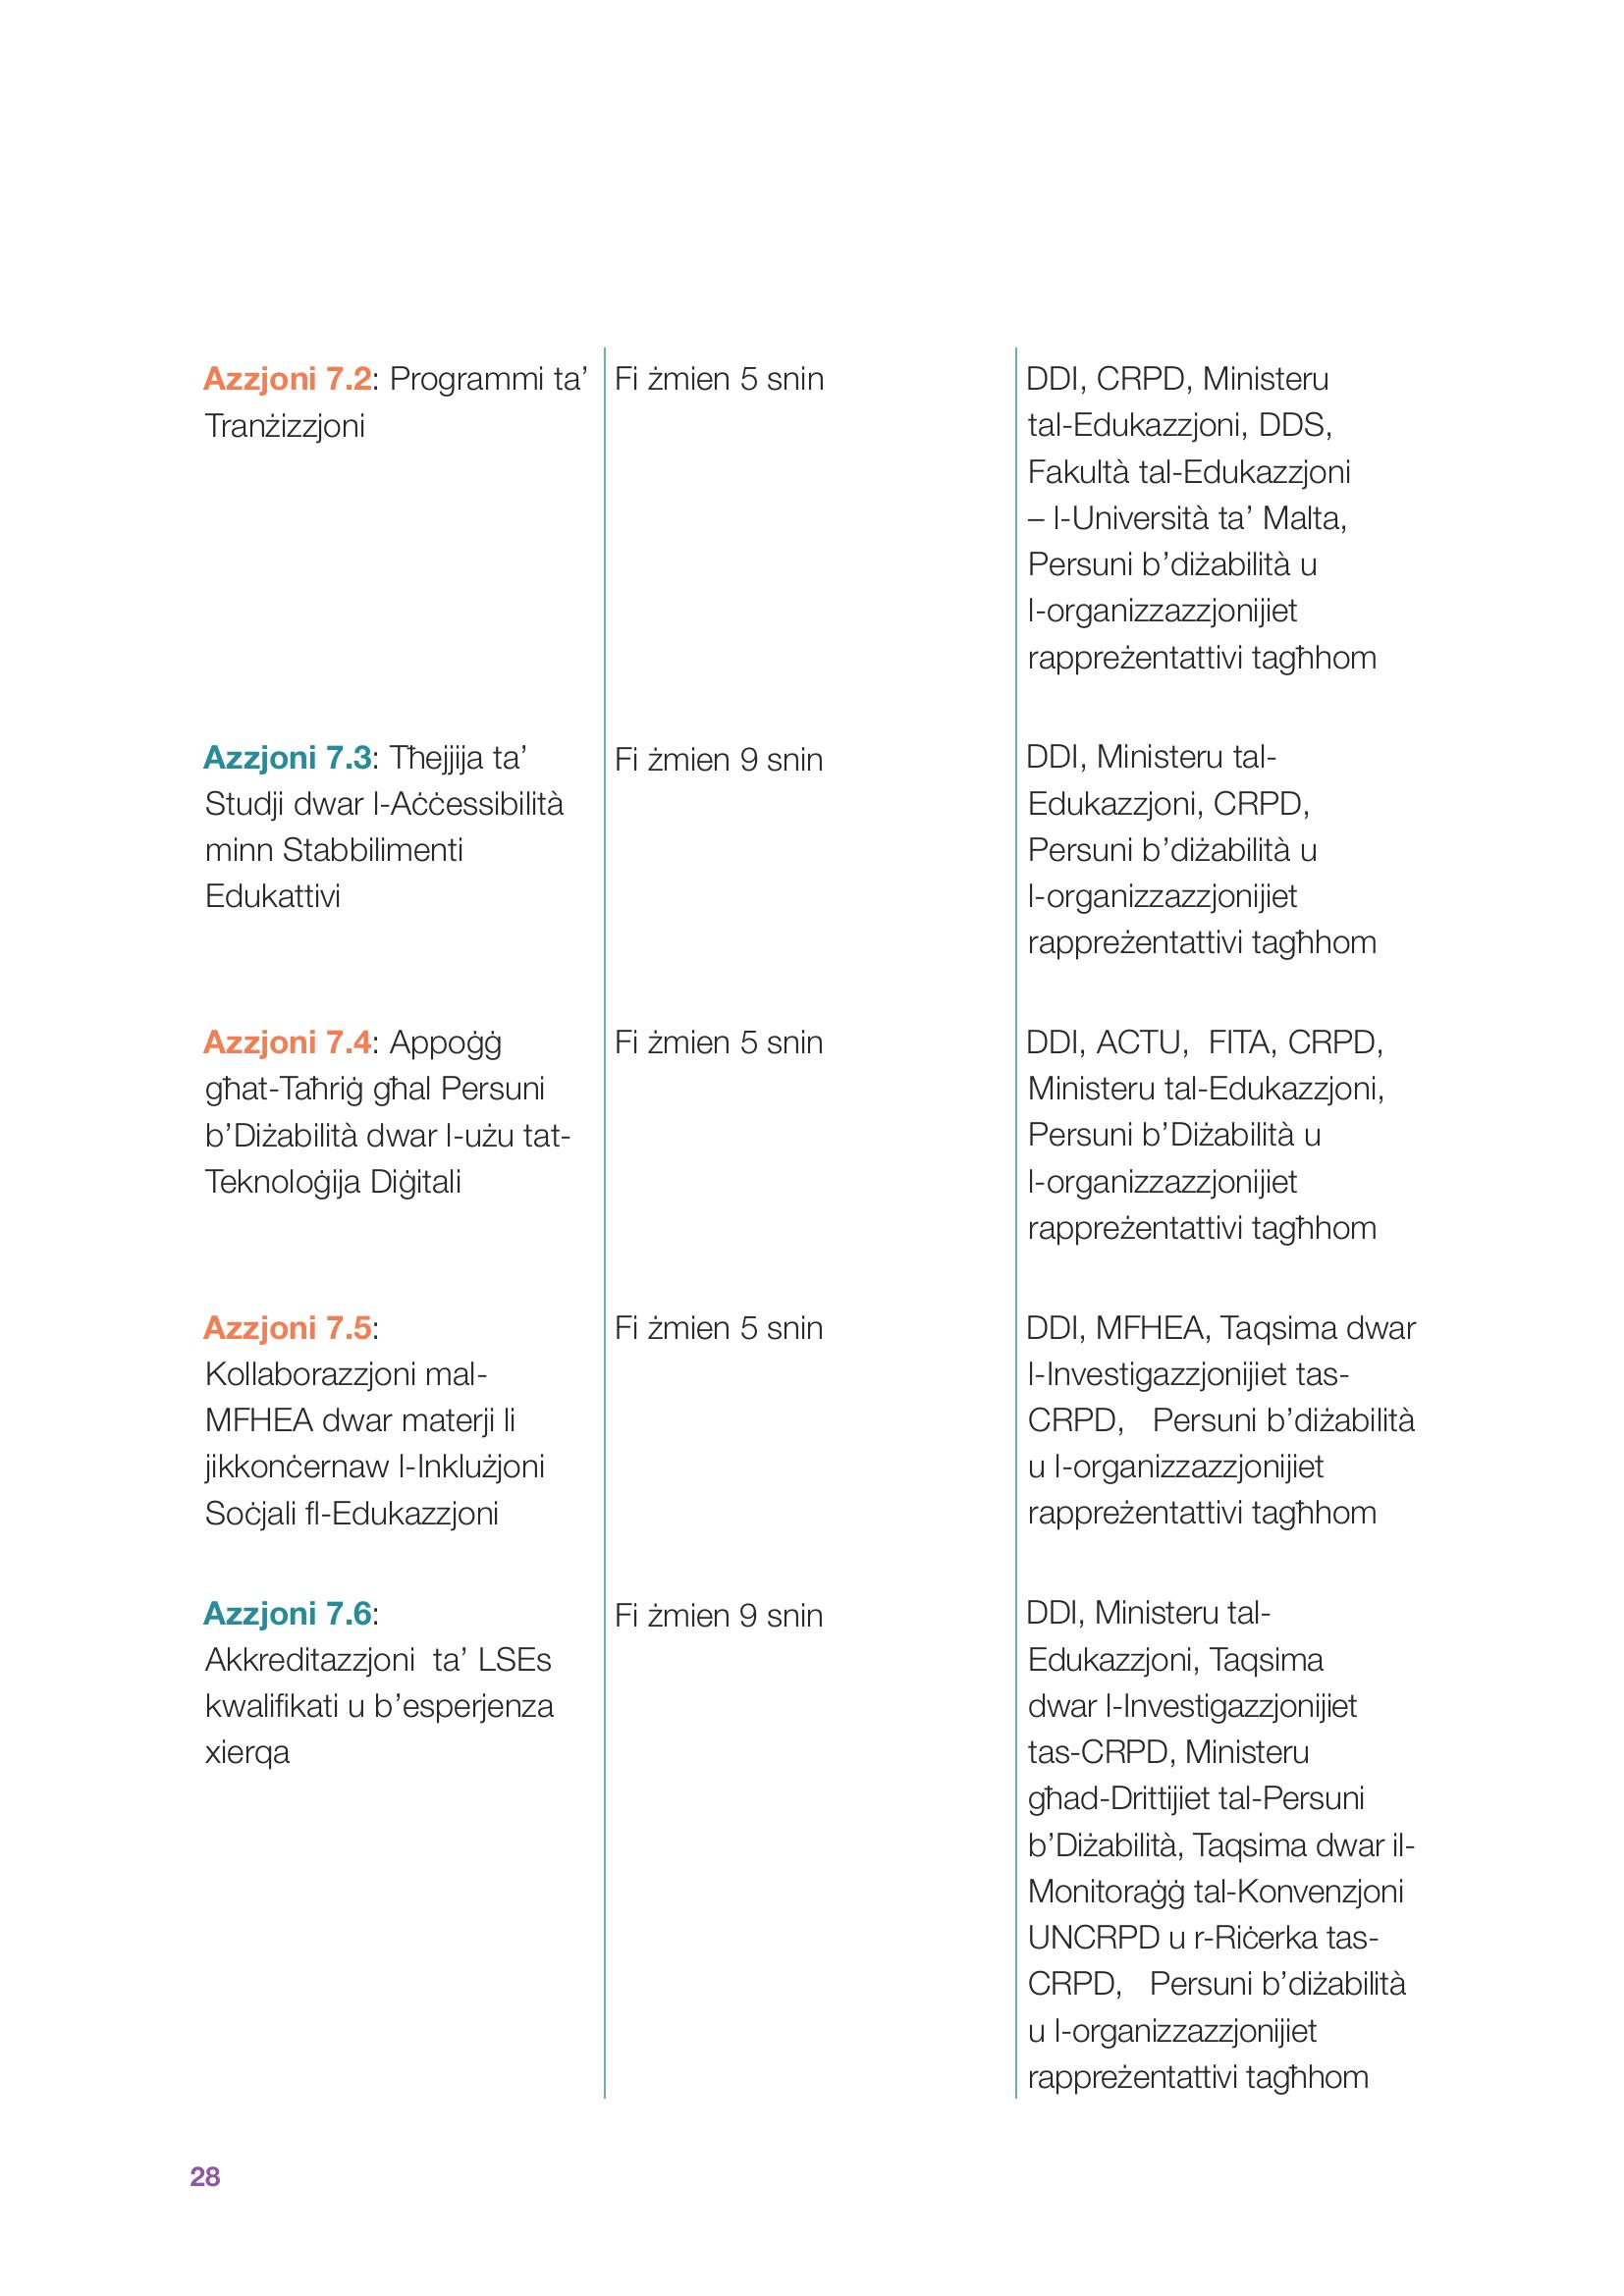 Azzjoni 7.2: Programmi ta’
Tranżizzjoni
Fi żmien 5 snin
DDI, CRPD, Ministeru
tal-Edukazzjoni, DDS,
Fakultà tal-Edukazzjoni
– l-Università ta’ Malta,
Persuni b’diżabilità u
l-organizzazzjonijiet
rappreżentattivi tagħhom
Azzjoni 7.3: Tħejjija ta’
Studji dwar l-Aċċessibilità
minn Stabbilimenti
Edukattivi
Fi żmien 9 snin
DDI, Ministeru tal-
Edukazzjoni, CRPD,
Persuni b’diżabilità u
l-organizzazzjonijiet
rappreżentattivi tagħhom
Azzjoni 7.4: Appoġġ
għat-Taħriġ għal Persuni
b’Diżabilità dwar l-użu tat-
Teknoloġija Diġitali
Fi żmien 5 snin
DDI, ACTU, FITA, CRPD,
Ministeru tal-Edukazzjoni,
Persuni b’Diżabilità u
l-organizzazzjonijiet
rappreżentattivi tagħhom
Azzjoni 7.5:
Kollaborazzjoni mal-
MFHEA dwar materji li
jikkonċernaw l-Inklużjoni
Soċjali fl-Edukazzjoni
Fi żmien 5 snin
DDI, MFHEA, Taqsima dwar
l-Investigazzjonijiet tas-
CRPD, Persuni b’diżabilità
u l-organizzazzjonijiet
rappreżentattivi tagħhom
Azzjoni 7.6:
Akkreditazzjoni ta’ LSEs
kwalifikati u b’esperjenza
xierqa
Fi żmien 9 snin
DDI, Ministeru tal-
Edukazzjoni, Taqsima
dwar l-Investigazzjonijiet
tas-CRPD, Ministeru
għad-Drittijiet tal-Persuni
b’Diżabilità, Taqsima dwar il-
Monitoraġġ tal-Konvenzjoni
UNCRPD u r-Riċerka tas-
CRPD, Persuni b’diżabilità
u l-organizzazzjonijiet
rappreżentattivi tagħhom
28